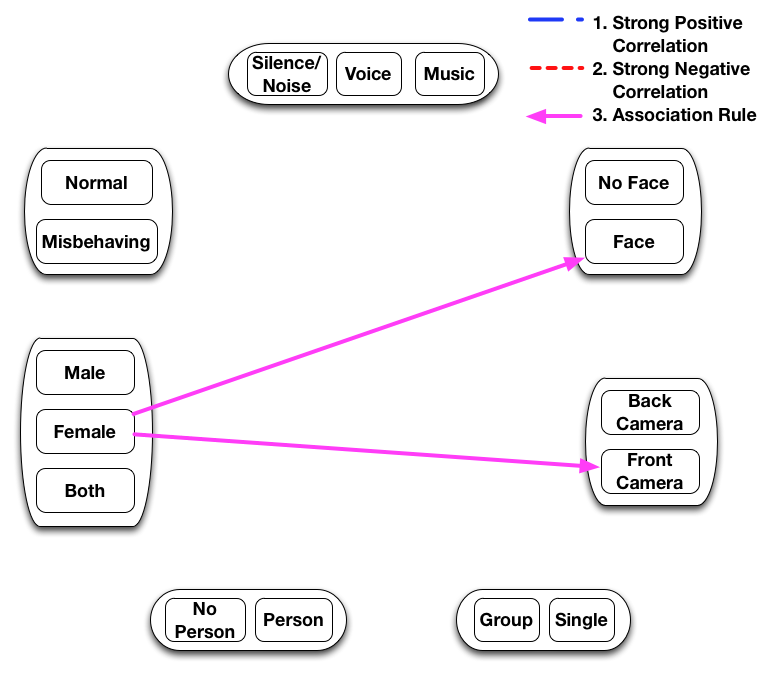 1. Strong Positive
Correlation
2. Strong Negative
Correlation
3. Association Rule
Silence/
Noise
Voice
Music
Normal
Misbehaving
No Face
Face
Male
Female
Both
Back
Camera
Front
Camera
No
Person
Person
Group
Single